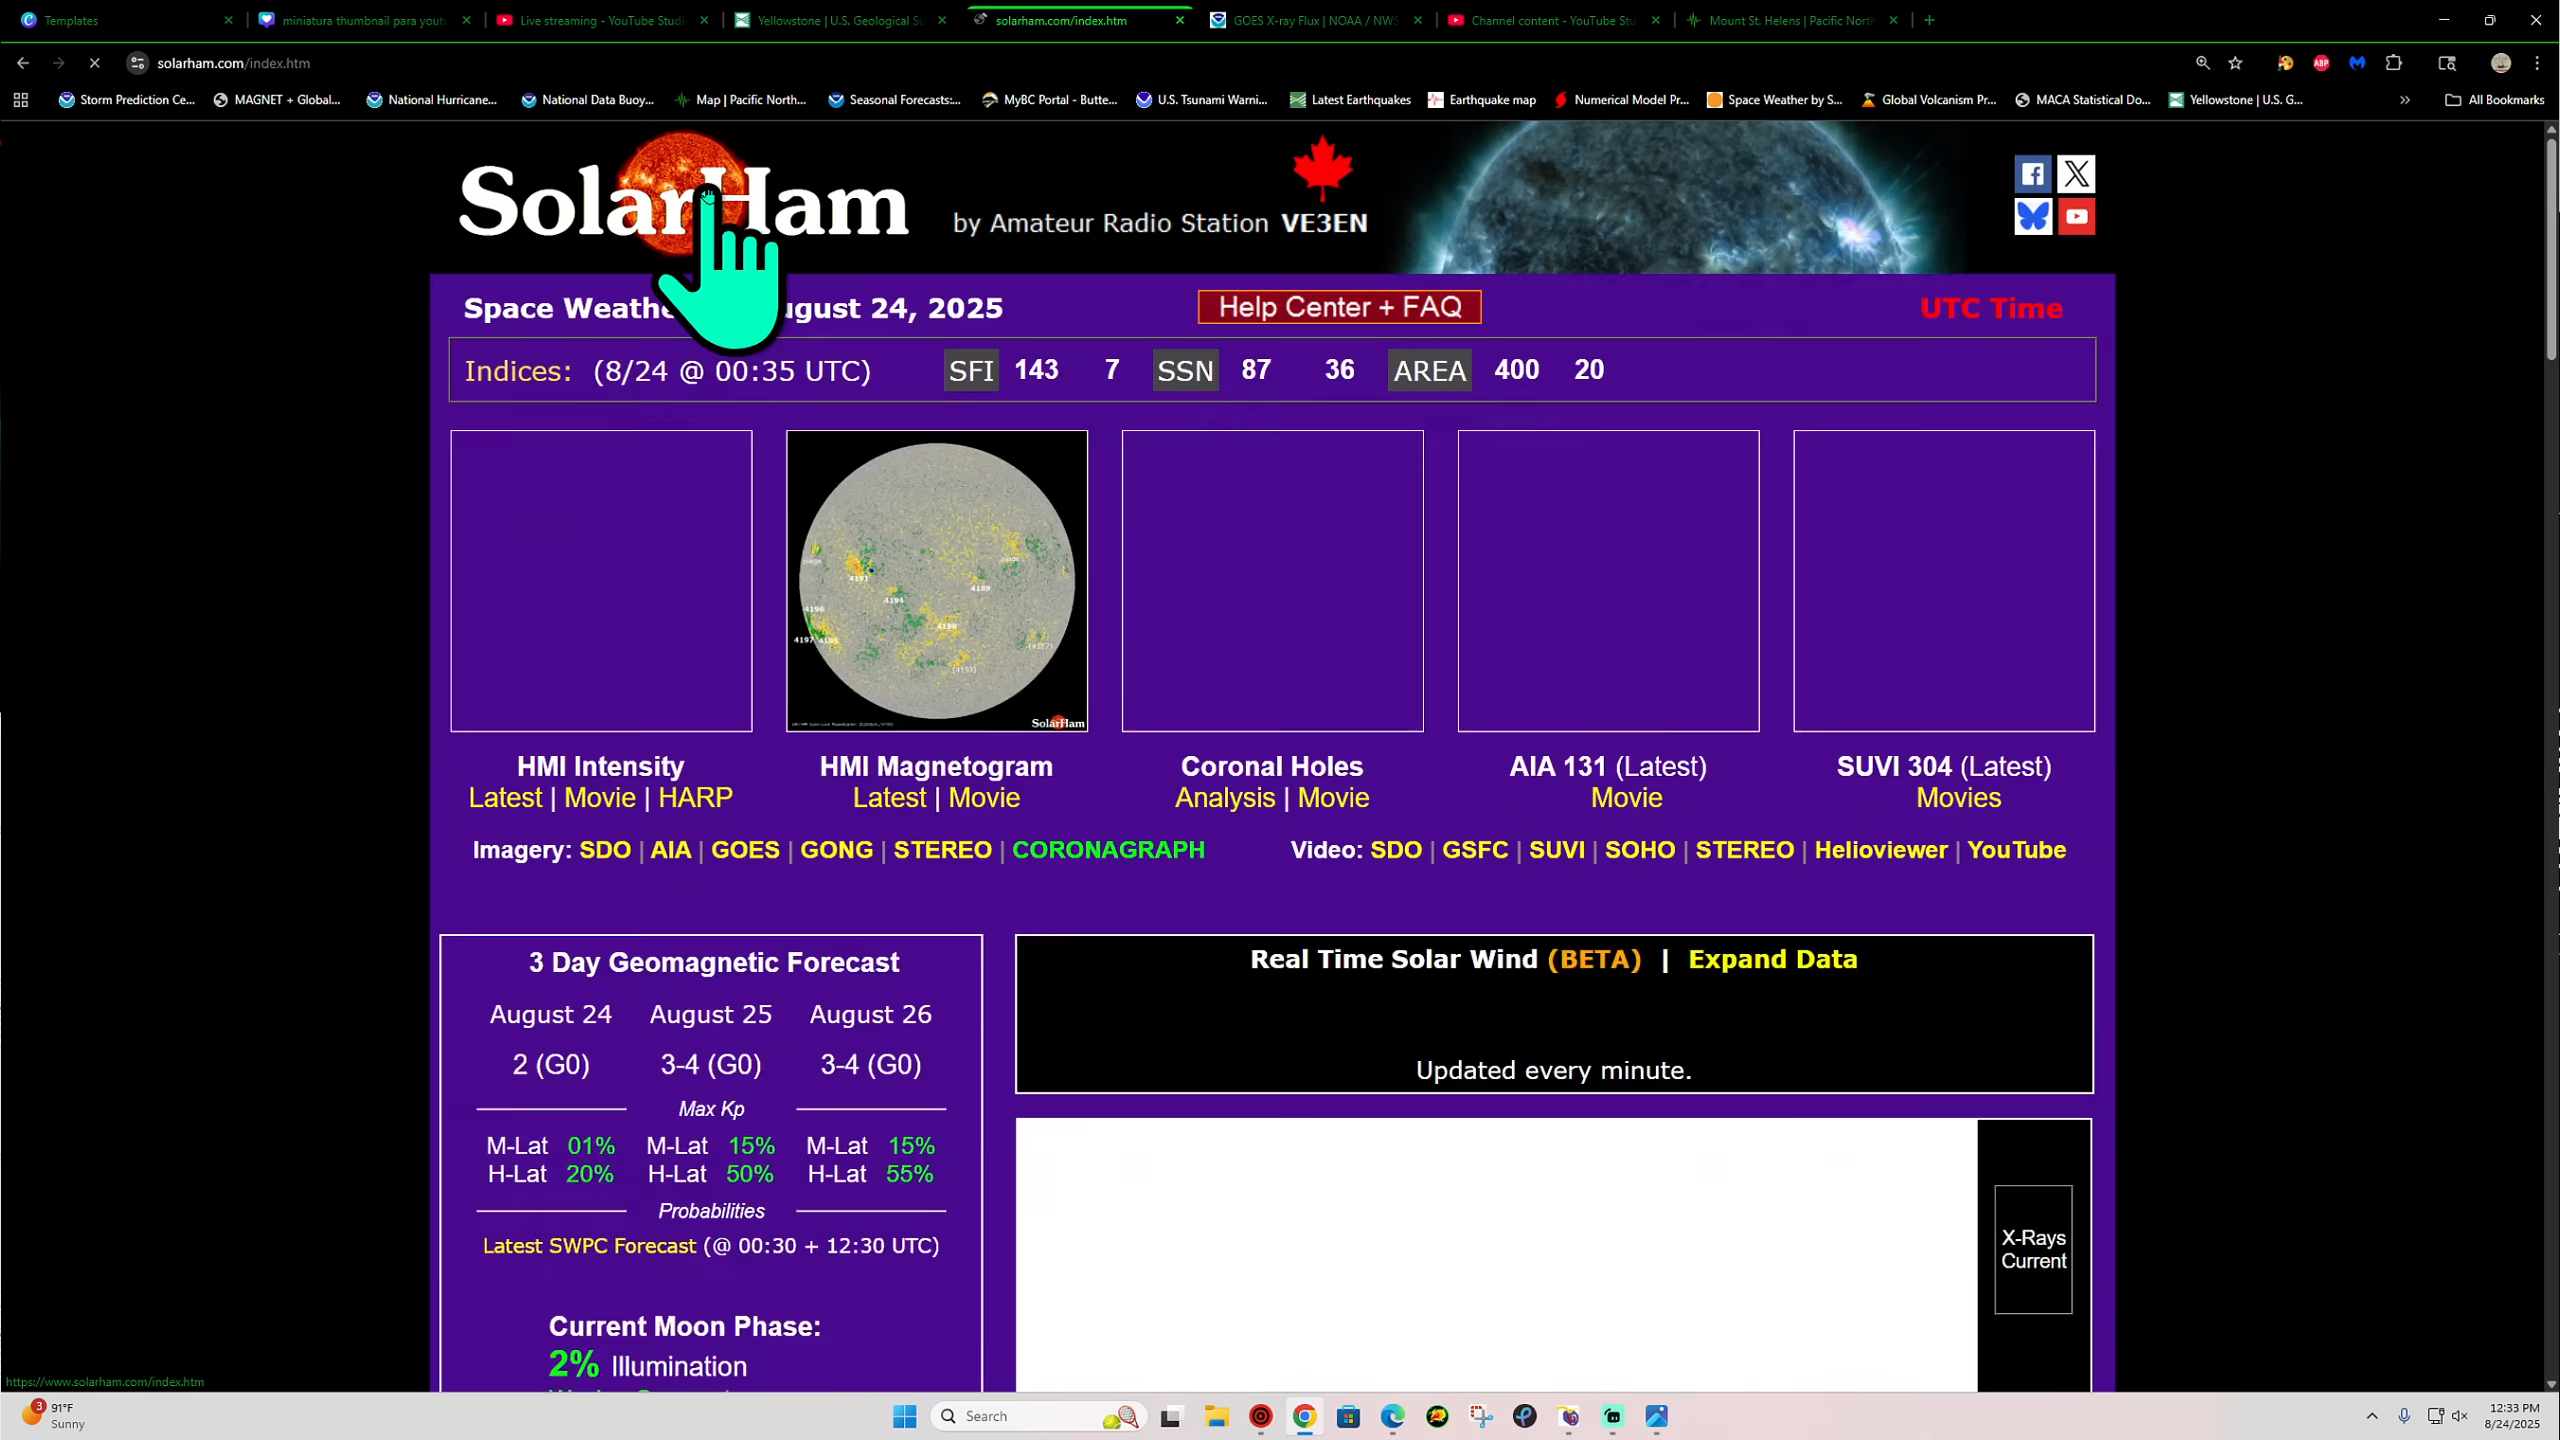 Templates
miniatura thumbnail para yout
Live streaming - YouTube Studi
Yellowstone | U.S. Geological Su
solarham.com/index.htm
GOES X-ray Flux | NOAA / NWS
Channel content - YouTube Stu
Mount St. Helens | Pacific North
solarham.com/index.htm
ABP
Storm Prediction Ce...
MAGNET + Global...
National Hurricane...
National Data Buoy...
Map | Pacific North...
Seasonal Forecasts:...
MyBC Portal - Butte...
U.S. Tsunami Warni...
Latest Earthquakes
Earthquake map
Numerical Model Pr...
Space Weather by S...
Global Volcanism Pr...
MACA Statistical Do...
Yellowstone | U.S. G...
All Bookmarks
SolarHam
by Amateur Radio Station VE3EN
Space Weathe ugust 24, 2025
Help Center + FAQ
UTC Time
Indices: (8/24 @ 00:35 UTC) SFI 143 7 SSN 87 36 AREA 400 20
plage
4191
4194
4189
plage
4196
4197
(4193)
SolarHam
HMI Intensity
Latest | Movie | HARP
HMI Magnetogram
Latest | Movie
Coronal Holes
Analysis | Movie
AIA 131 (Latest)
Movie
SUVI 304 (Latest)
Movies
Imagery: SDO | AIA | GOES | GONG | STEREO | CORONAGRAPH
Video: SDO | GSFC | SUVI | SOHO | STEREO | Helioviewer | YouTube
3 Day Geomagnetic Forecast
August 24 August 25 August 26
2 (G0) 3-4 (G0) 3-4 (G0)
Max Kp
M-Lat 01% M-Lat 15% M-Lat 15%
H-Lat 20% H-Lat 50% H-Lat 55%
Probabilities
Latest SWPC Forecast (@ 00:30 + 12:30 UTC)
Current Moon Phase:
2% Illumination
Real Time Solar Wind (BETA) | Expand Data
Updated every minute.
X-Rays
Current
https://www.solarham.com/index.htm
3
91°F
Sunny
Search
12:33 PM
8/24/2025